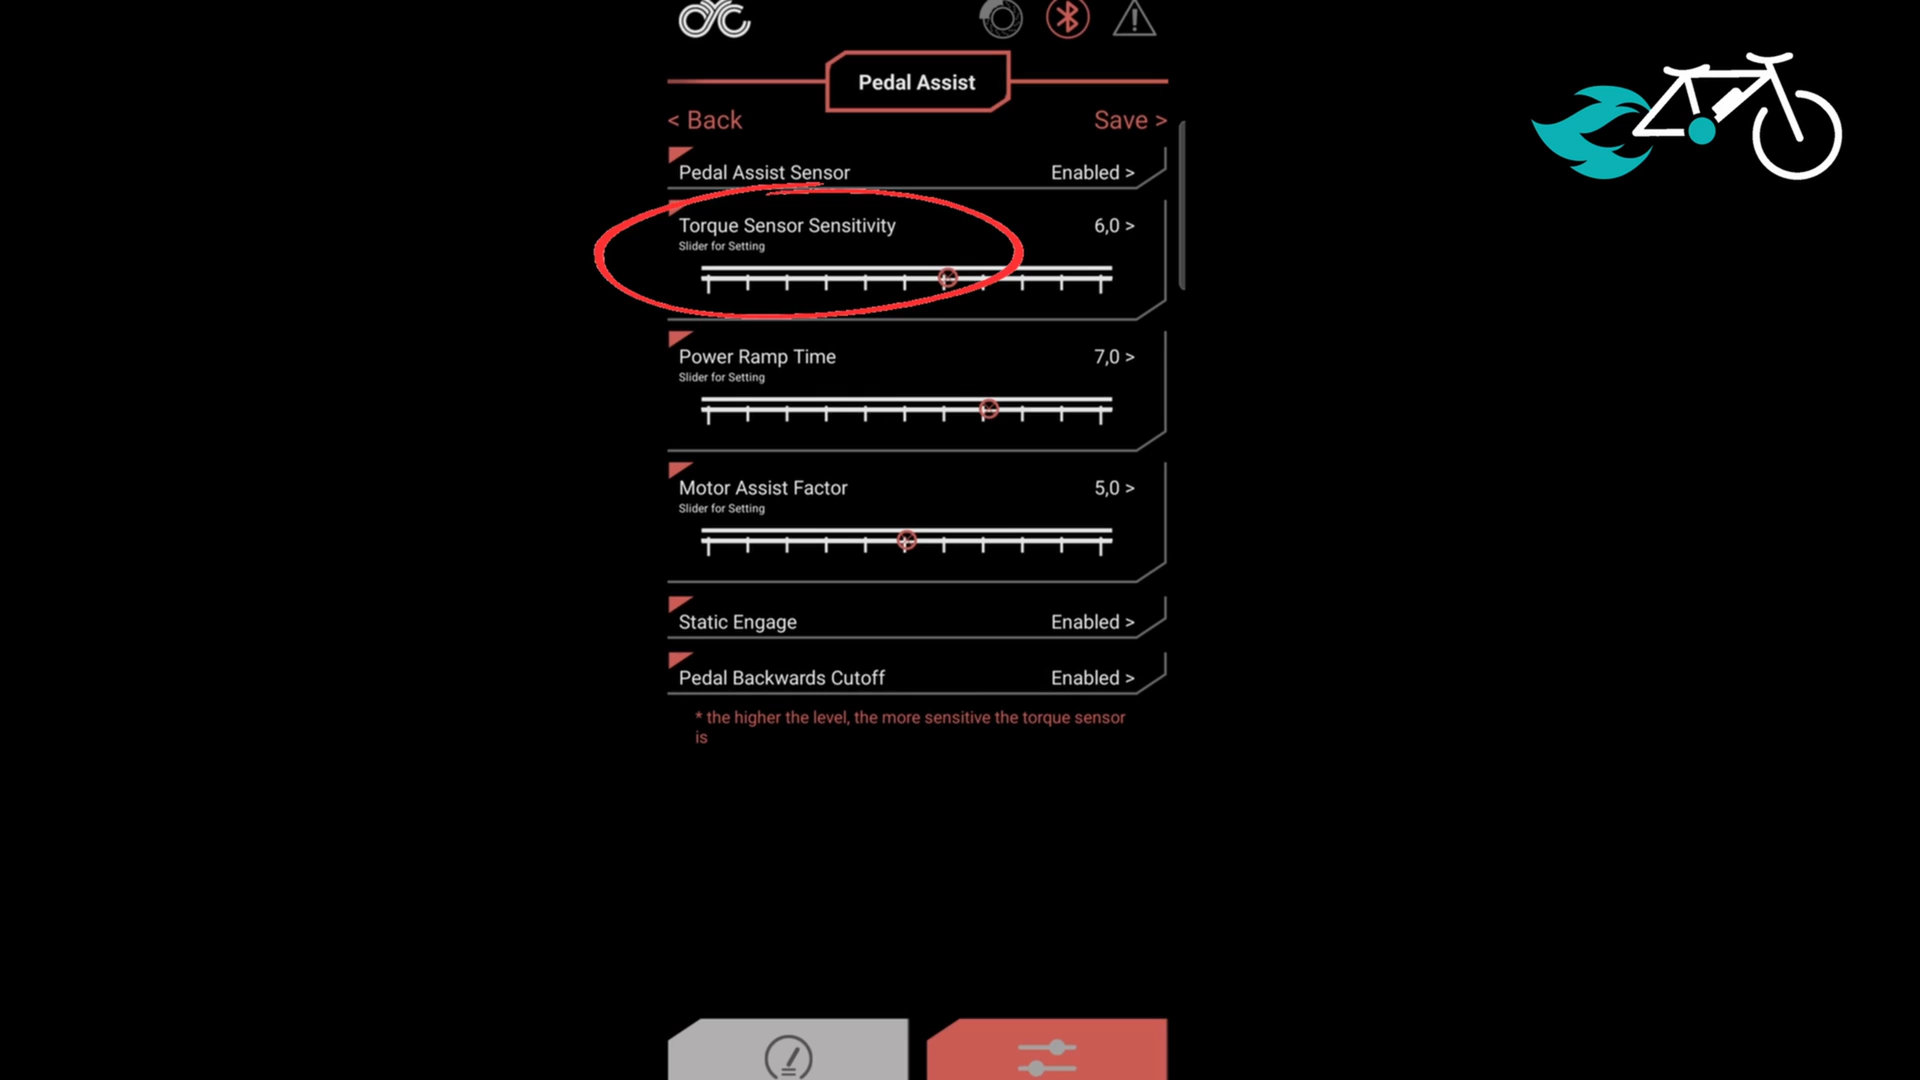 Pedal Assist
< Back
Save >
Pedal Assist Sensor
Enabled >
Torque Sensor Sensitivity
6,0 >
Slider for Setting
Power Ramp Time
7,0 >
Slider for Setting
Motor Assist Factor
5,0 >
Slider for Setting
Static Engage
Enabled >
Pedal Backwards Cutoff
Enabled >
* the higher the level, the more sensitive the torque sensor
is